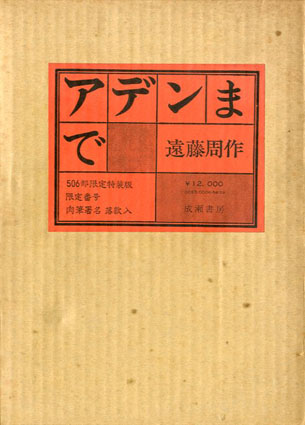 アデンま
で
遠藤周作
506部限定特装版
限定番号
肉筆署名 落款入
¥12,000
成瀬書房